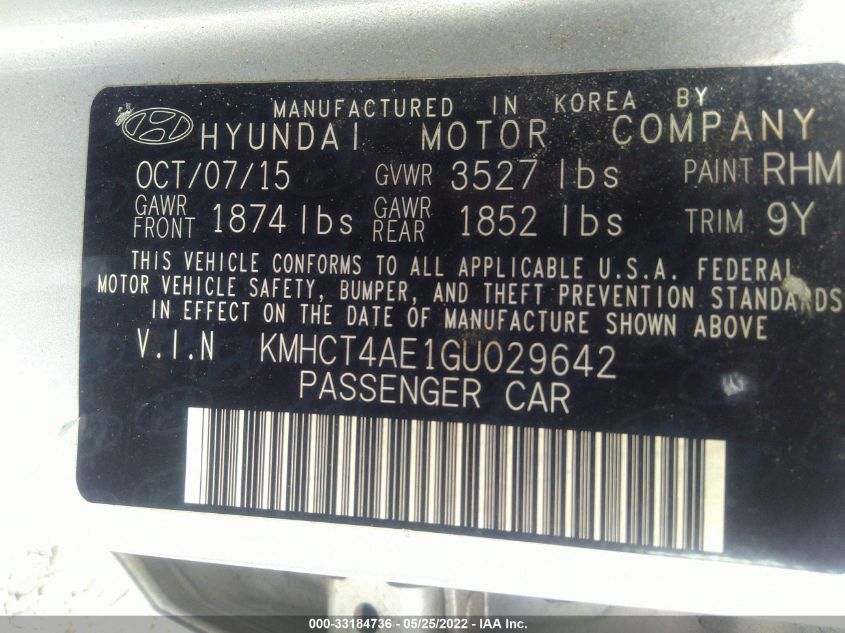 MANUFACTURED IN KOREA BY
HYUNDAI MOTOR COMPANY
OCT/07/15 GVWR 3527 lbs PAINT RHM
GAWR FRONT 1874 lbs GAWR REAR 1852 lbs TRIM 9Y
THIS VEHICLE CONFORMS TO ALL APPLICABLE U.S.A. FEDERAL
MOTOR VEHICLE SAFETY, BUMPER, AND THEFT PREVENTION STANDARDS
IN EFFECT ON THE DATE OF MANUFACTURE SHOWN ABOVE
V.I.N KMHCT4AE1GU029642
PASSENGER CAR
000-33184736 - 05/25/2022 - IAA Inc.